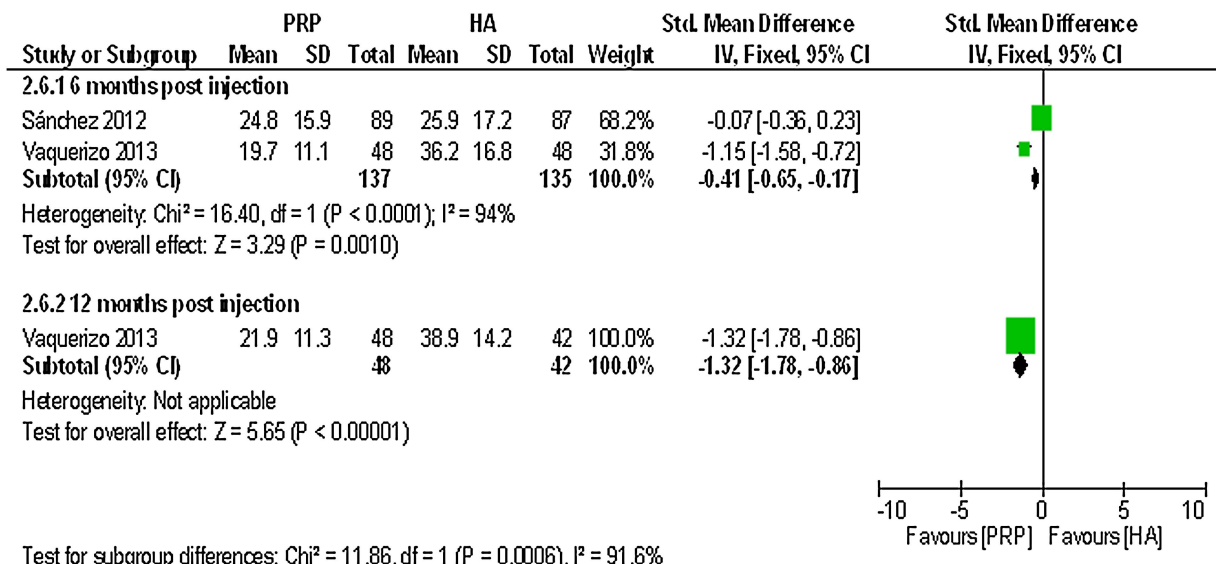 PRP HA Std. Mean Difference Std. Mean Difference
Study or Subgroup Mean SD Total Mean SD Total Weight IV, Fixed, 95% CI IV, Fixed, 95% CI
2.6.1 6 months post injection
Sánchez 2012 24.8 15.9 89 25.9 17.2 87 68.2% -0.07 [-0.36, 0.23]
Vaquerizo 2013 19.7 11.1 48 36.2 16.8 48 31.8% -1.15 [-1.58, -0.72]
Subtotal (95% CI) 137 135 100.0% -0.41 [-0.65, -0.17]
Heterogeneity: Chi² = 16.40, df = 1 (P < 0.0001); I² = 94%
Test for overall effect: Z = 3.29 (P = 0.0010)
2.6.2 12 months post injection
Vaquerizo 2013 21.9 11.3 48 38.9 14.2 42 100.0% -1.32 [-1.78, -0.86]
Subtotal (95% CI) 48 42 100.0% -1.32 [-1.78, -0.86]
Heterogeneity: Not applicable
Test for overall effect: Z = 5.65 (P < 0.00001)
-10 -5 0 5 10
Favours [PRP] Favours [HA]
Test for subgroup differences: Chi² = 11.86, df = 1 (P = 0.0006), I² = 91.6%